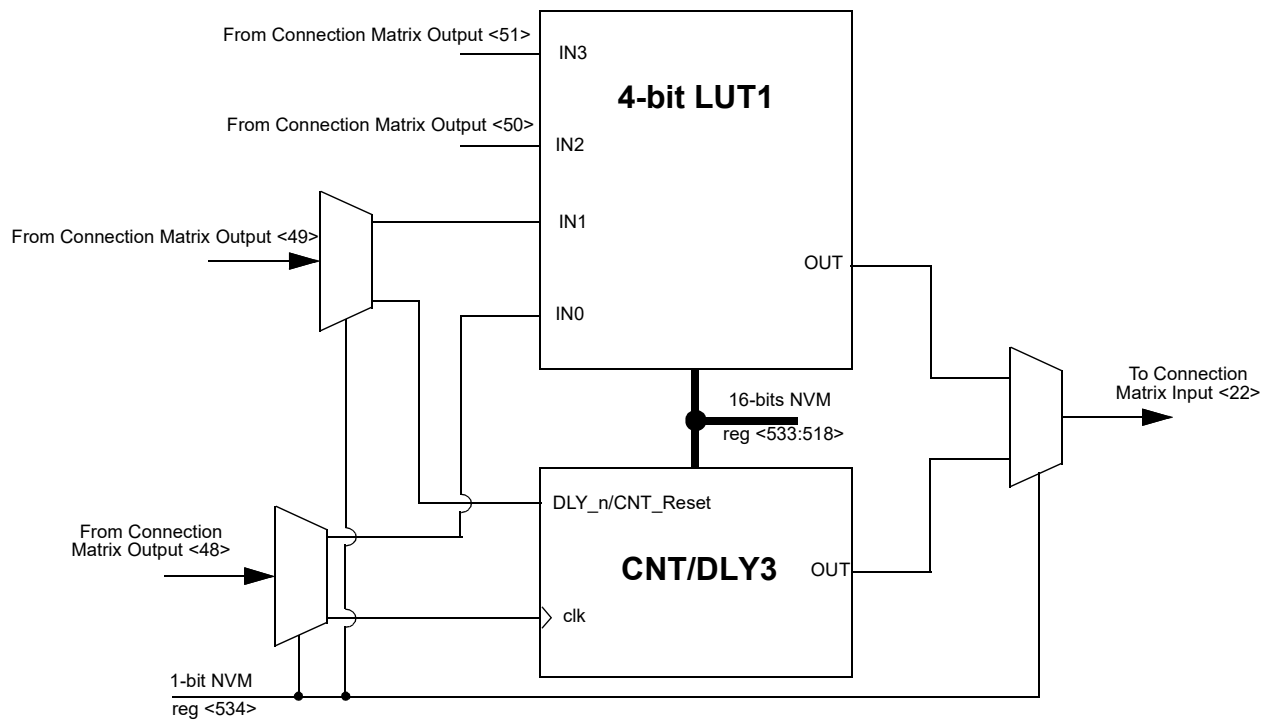 From Connection Matrix Output <51>
IN3
4-bit LUT1
From Connection Matrix Output <50>
IN2
IN1
From Connection Matrix Output <49>
OUT
IN0
To Connection
Matrix Input <22>
16-bits NVM
reg <533:518>
DLY_n/CNT_Reset
From Connection
Matrix Output <48>
CNT/DLY3
OUT
clk
1-bit NVM
reg <534>